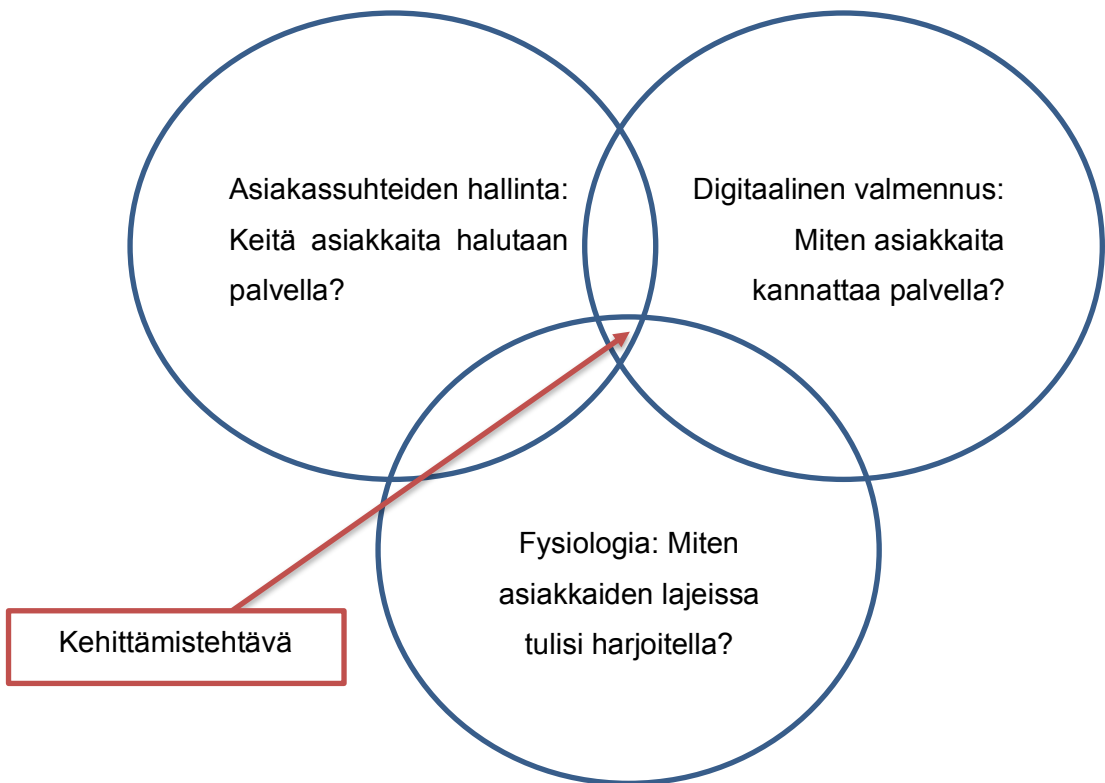 Asiakassuhteiden hallinta:
Keitä asiakkaita halutaan
palvella?
Digitaalinen valmennus:
Miten asiakkaita
kannattaa palvella?
Fysiologia: Miten
asiakkaiden lajeissa
tulisi harjoitella?
Kehittämistehtävä